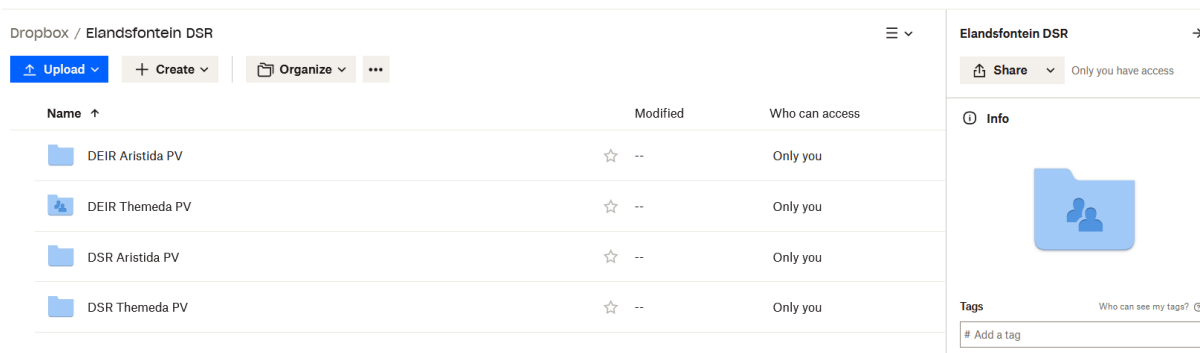 Dropbox / Elandsfontein DSR
Upload
Create
Organize
Name Modified Who can access
DEIR Aristida PV -- Only you
DEIR Themeda PV -- Only you
DSR Aristida PV -- Only you
DSR Themeda PV -- Only you
Elandsfontein DSR
Share Only you have access
Info
Tags Who can see my tags?
# Add a tag